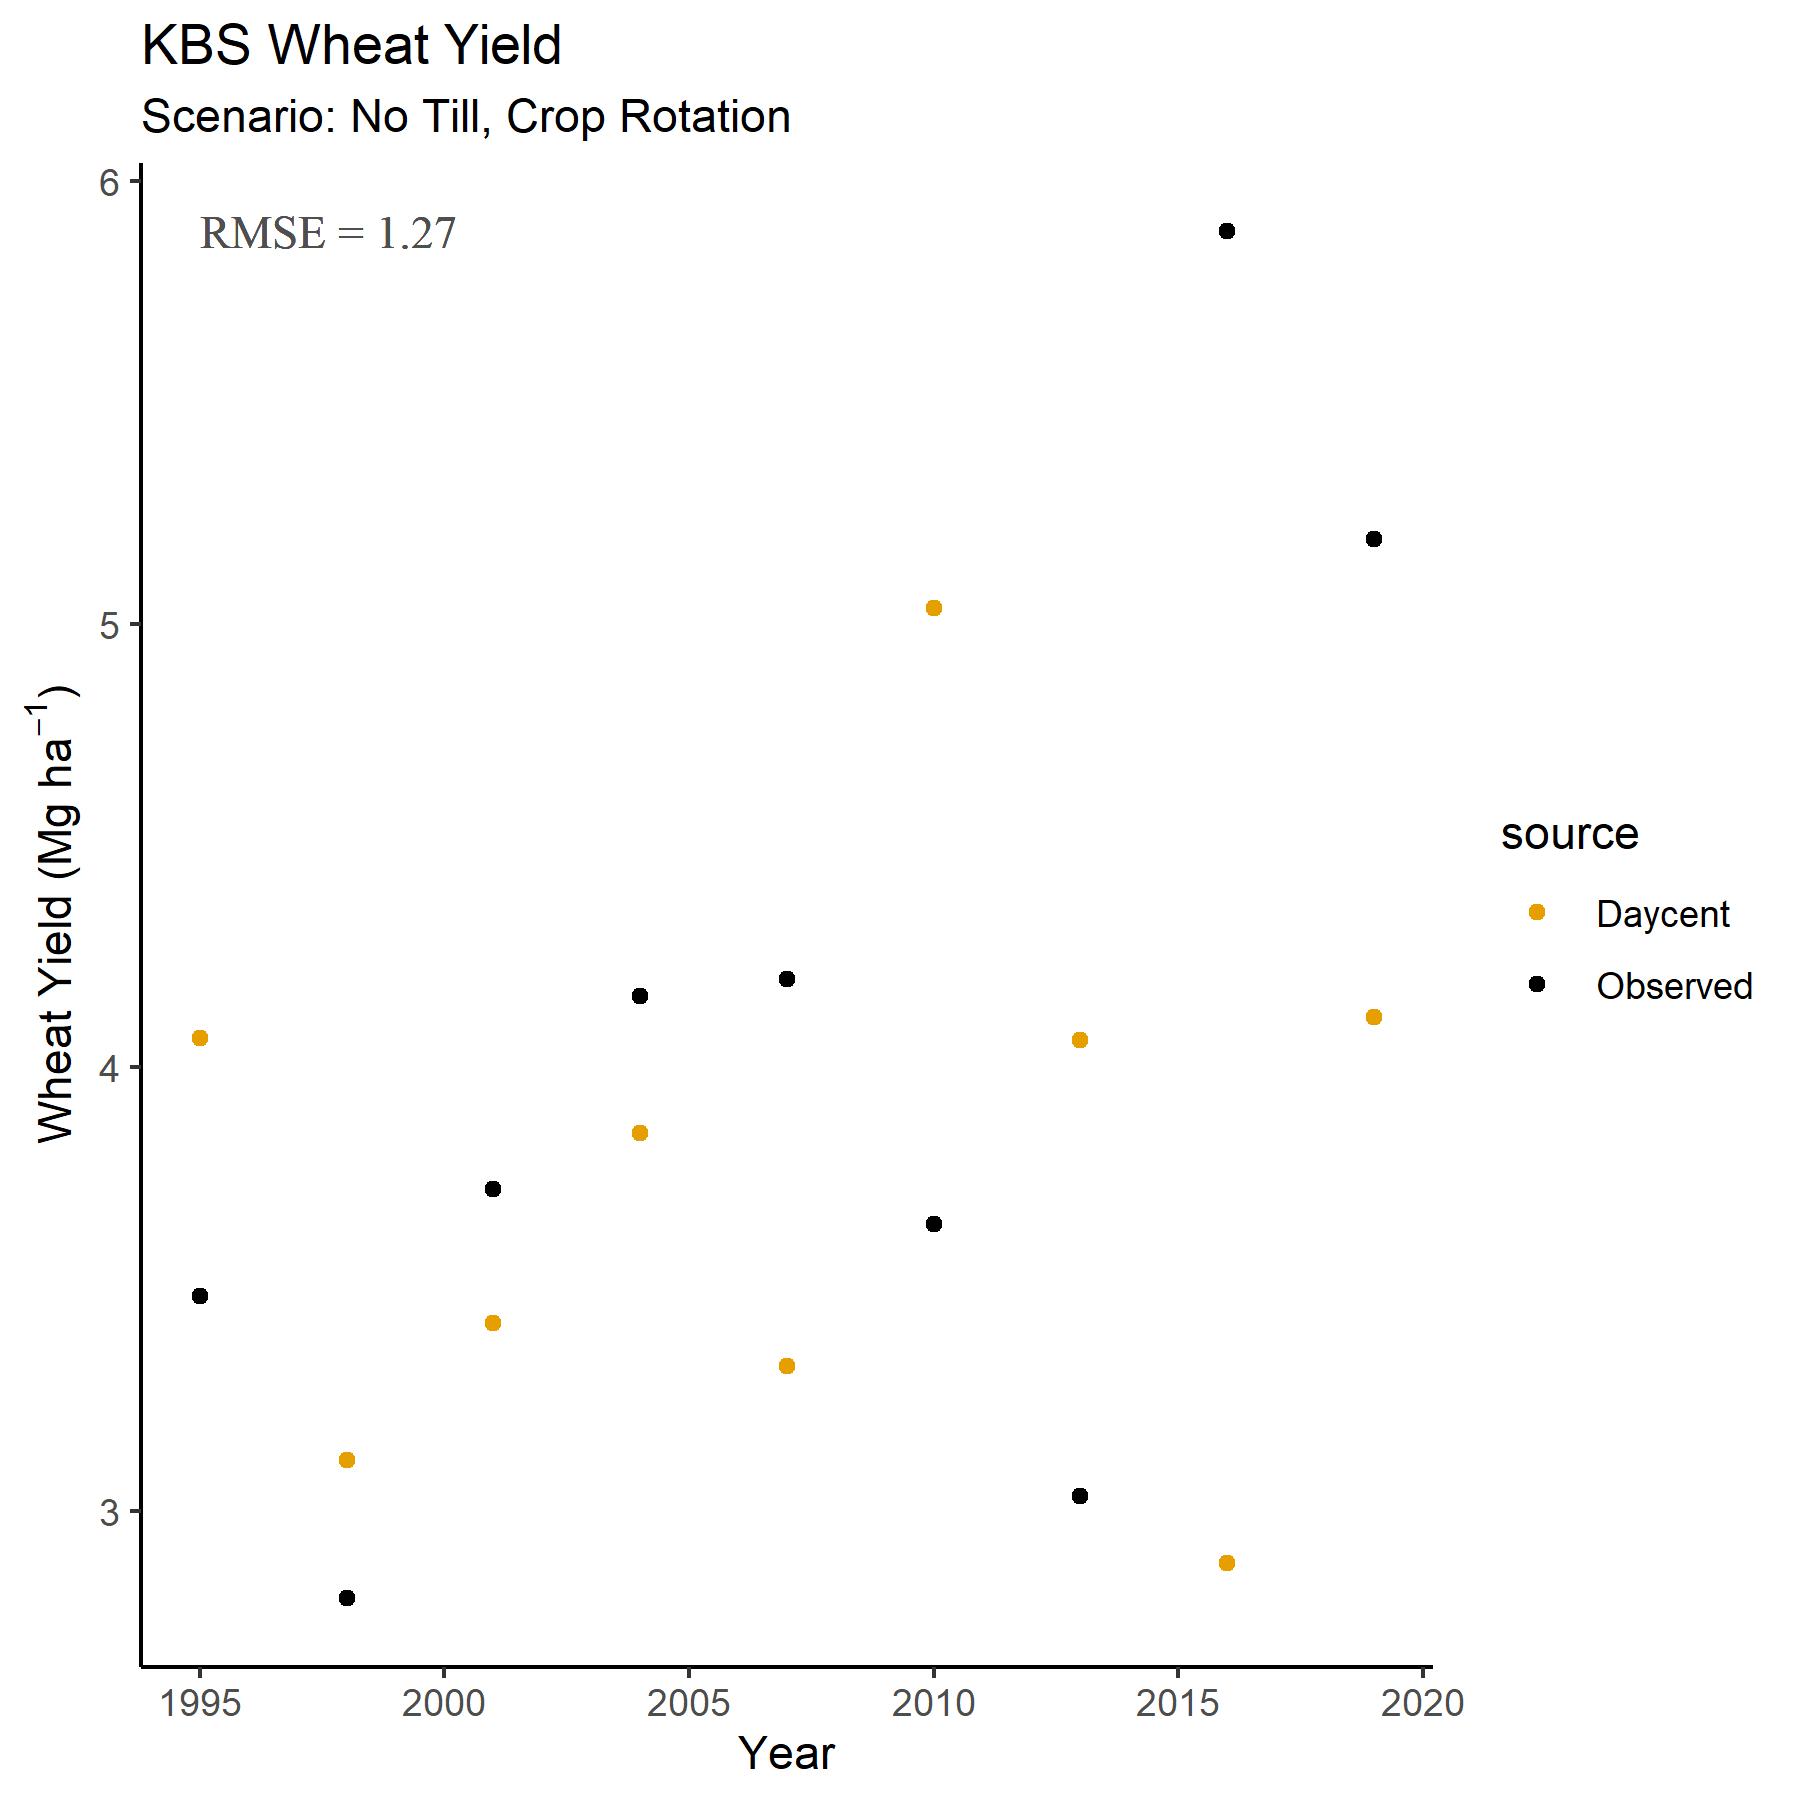 KBS Wheat Yield
Scenario: No Till, Crop Rotation
RMSE = 1.27
6
5
4
3
Wheat Yield (Mg ha⁻¹)
1995 2000 2005 2010 2015 2020
Year
source
Daycent
Observed